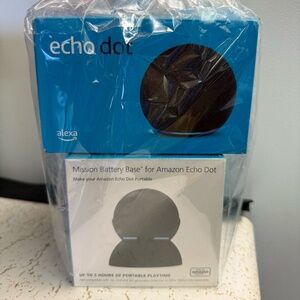 echo dot
alexa
Mission Battery Base™ for Amazon Echo Dot
Make your Amazon Echo Dot Portable
UP TO 5 HOURS OF PORTABLE PLAYTIME